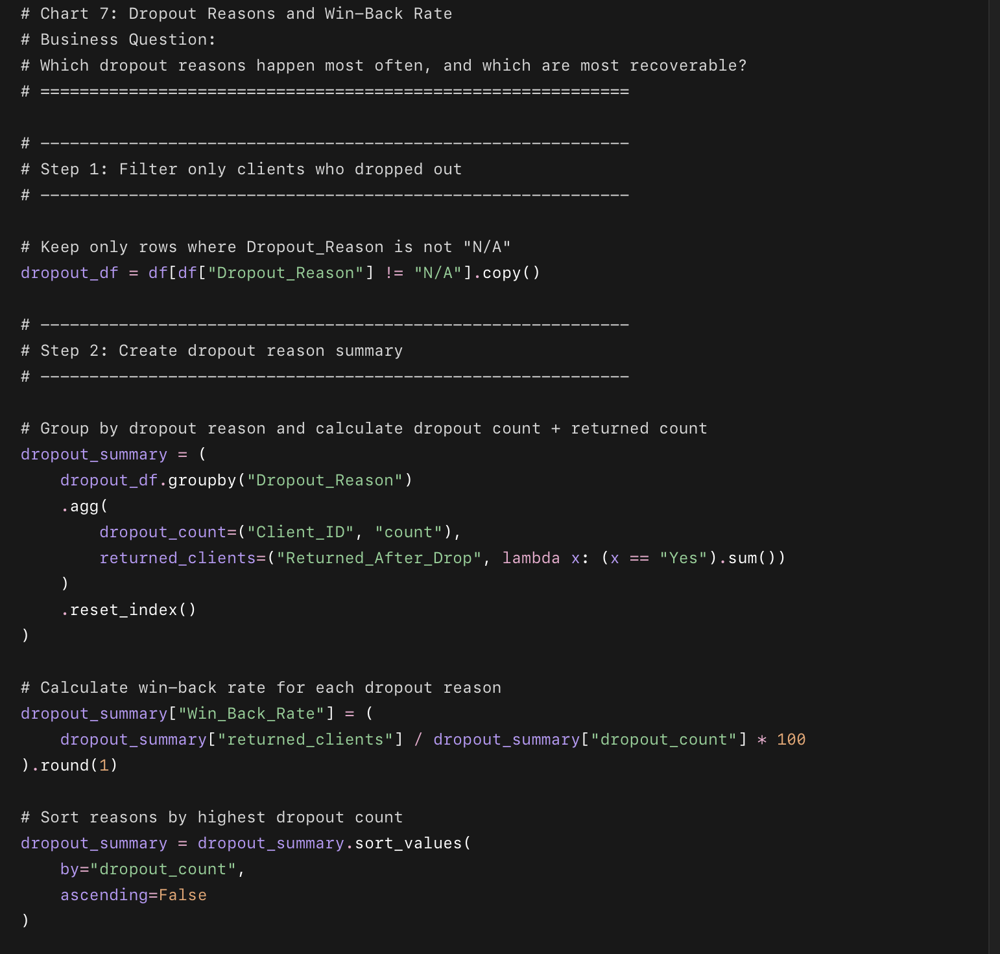 # Chart 7: Dropout Reasons and Win-Back Rate
# Business Question:
# Which dropout reasons happen most often, and which are most recoverable?
# ============================================================
# ------------------------------------------------------------
# Step 1: Filter only clients who dropped out
# ------------------------------------------------------------
# Keep only rows where Dropout_Reason is not "N/A"
dropout_df = df[df["Dropout_Reason"] != "N/A"].copy()
# ------------------------------------------------------------
# Step 2: Create dropout reason summary
# ------------------------------------------------------------
# Group by dropout reason and calculate dropout count + returned count
dropout_summary = (
    dropout_df.groupby("Dropout_Reason")
    .agg(
        dropout_count=("Client_ID", "count"),
        returned_clients=("Returned_After_Drop", lambda x: (x == "Yes").sum())
    )
    .reset_index()
)
# Calculate win-back rate for each dropout reason
dropout_summary["Win_Back_Rate"] = (
    dropout_summary["returned_clients"] / dropout_summary["dropout_count"] * 100
).round(1)
# Sort reasons by highest dropout count
dropout_summary = dropout_summary.sort_values(
    by="dropout_count",
    ascending=False
)